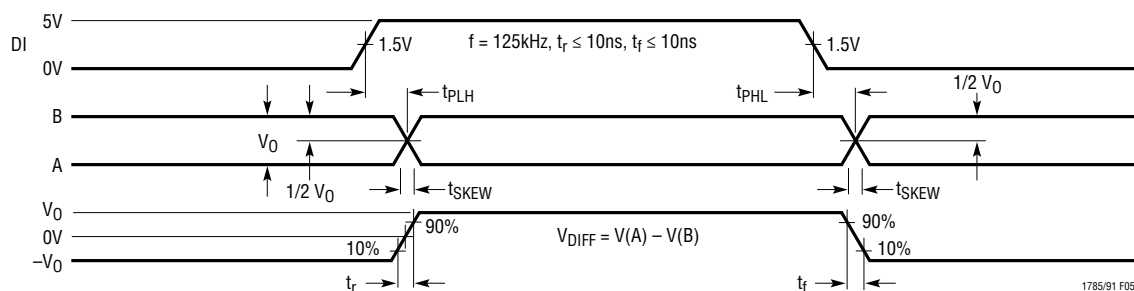 5V
DI
1.5V
f = 125kHz, tr ≤ 10ns, tf ≤ 10ns
1.5V
0V
tPLH
tPHL
1/2 VO
B
VO
A
1/2 VO
tSKEW
tSKEW
VO
90%
90%
0V
VDIFF = V(A) – V(B)
10%
10%
–VO
tr
tf
1785/91 F05